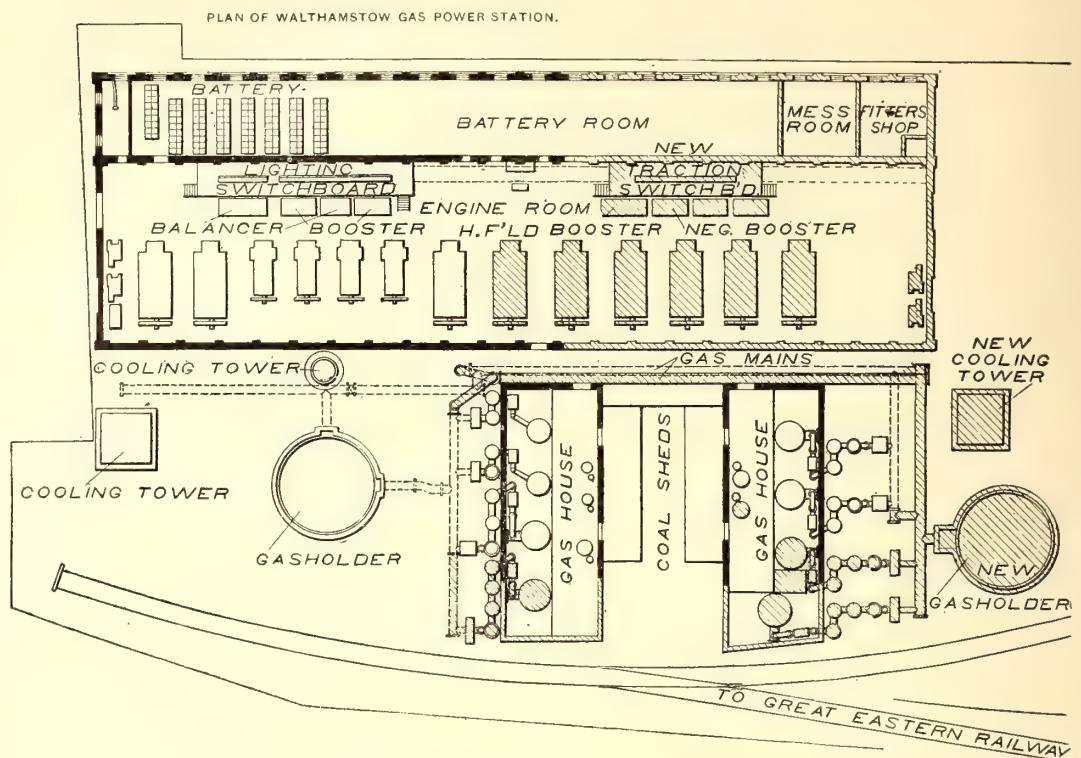 PLAN OF WALTHAMSTOW GAS POWER STATION.
BATTERY.
BATTERY ROOM
MESS
ROOM
FITTERS
SHOP
LIGHTING
SWITCHBOARD
NEW
TRACTION
SWITCHB'D.
ENGINE ROOM
BALANCER
BOOSTER
H.F'LD BOOSTER
NEG. BOOSTER
COOLING TOWER
GAS MAINS
NEW
COOLING
TOWER
COOLING TOWER
GASHOLDER
GAS HOUSE
COAL SHEDS
GAS HOUSE
NEW
GASHOLDER
TO GREAT EASTERN RAILWAY